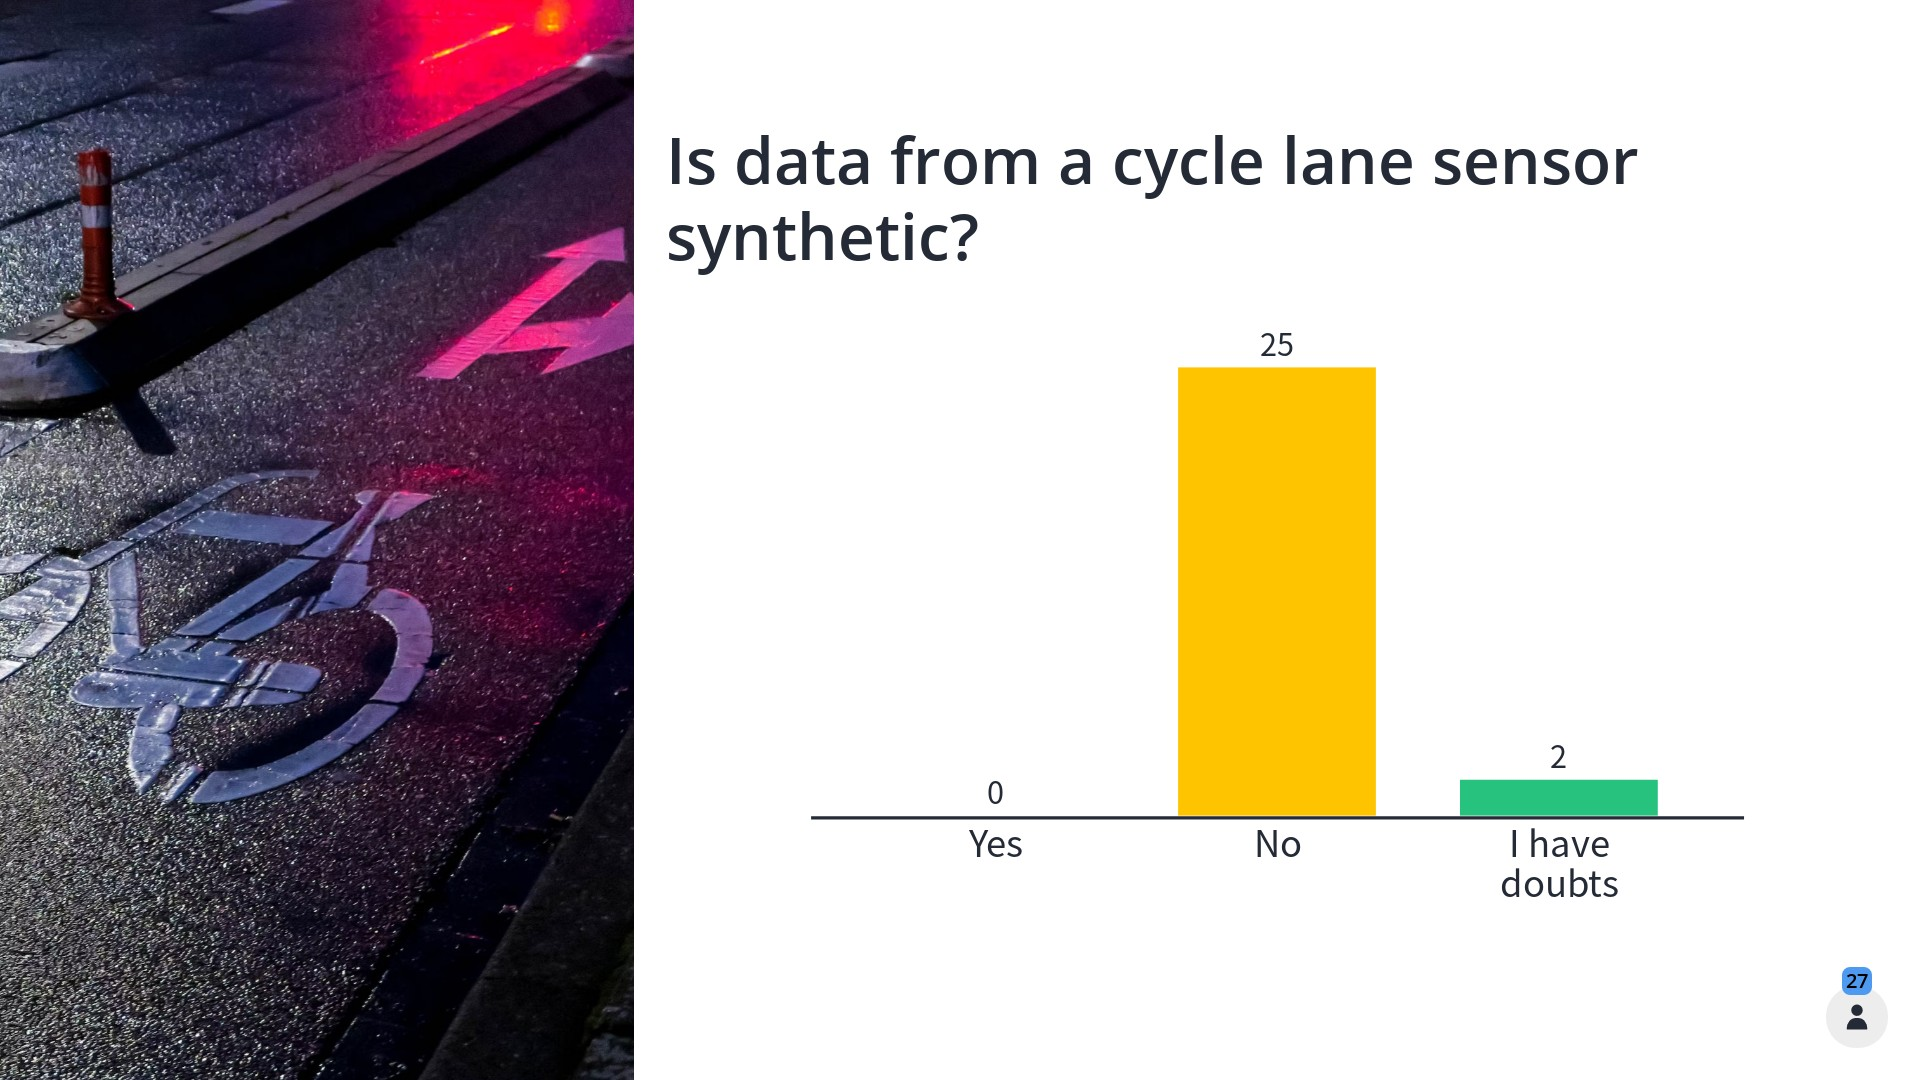 Is data from a cycle lane sensor
synthetic?
25
2
0
Yes
No
I have
doubts
27